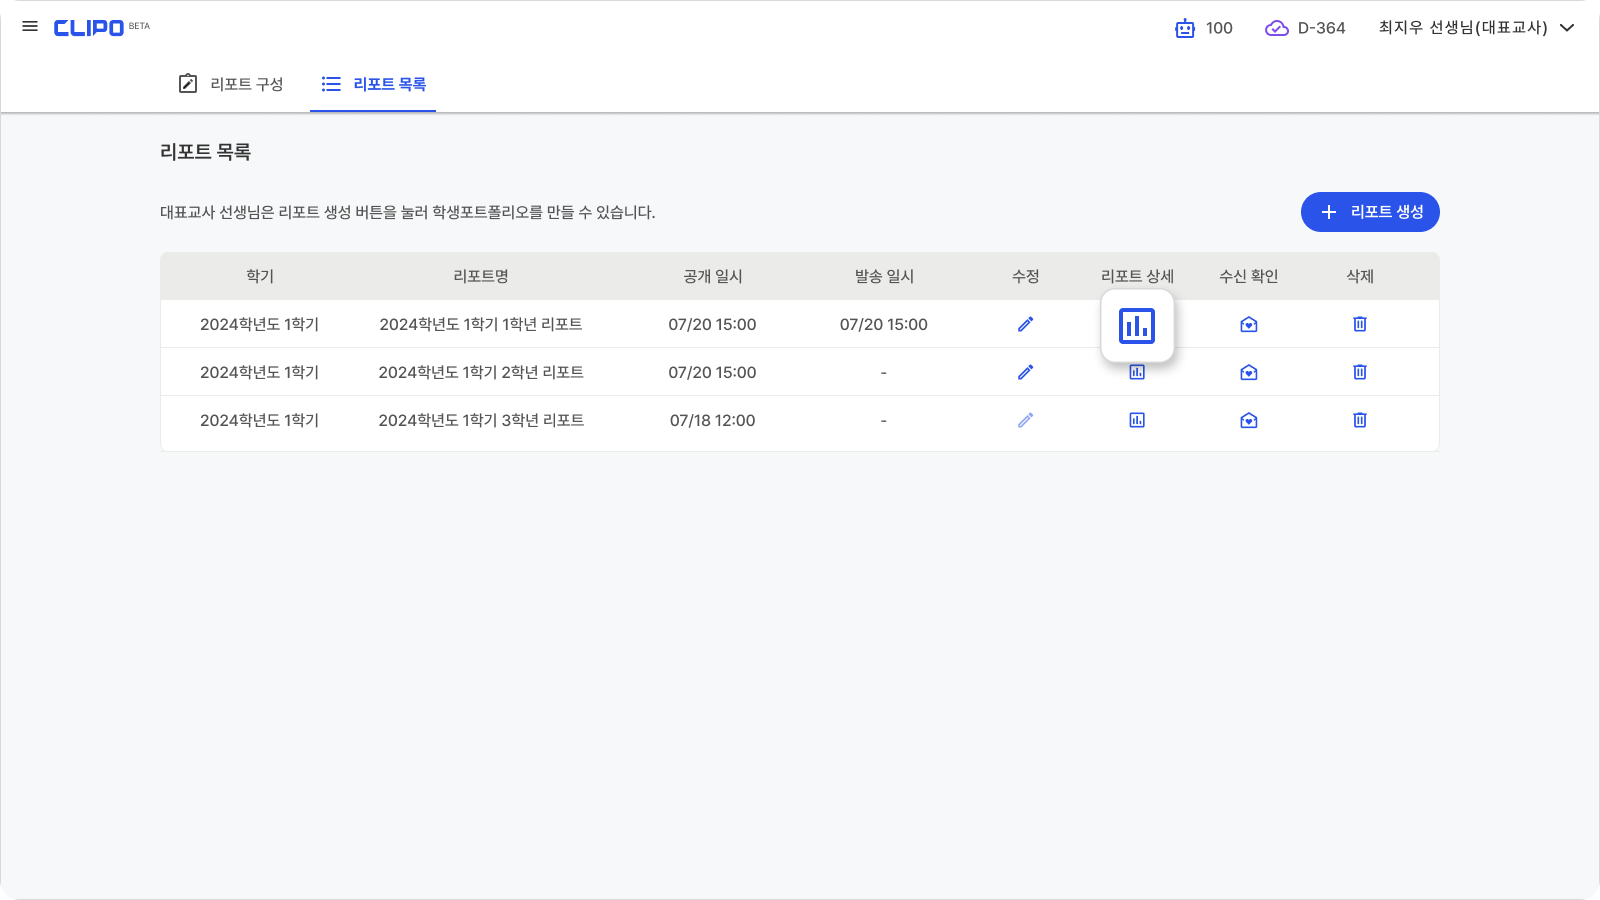 CLIPO BETA
100
D-364
최지우 선생님(대표교사)
리포트 구성
리포트 목록
리포트 목록
대표교사 선생님은 리포트 생성 버튼을 눌러 학생포트폴리오를 만들 수 있습니다.
리포트 생성
학기 리포트명 공개 일시 발송 일시 수정 리포트 상세 수신 확인 삭제
2024학년도 1학기 2024학년도 1학기 1학년 리포트 07/20 15:00 07/20 15:00
2024학년도 1학기 2024학년도 1학기 2학년 리포트 07/20 15:00 -
2024학년도 1학기 2024학년도 1학기 3학년 리포트 07/18 12:00 -